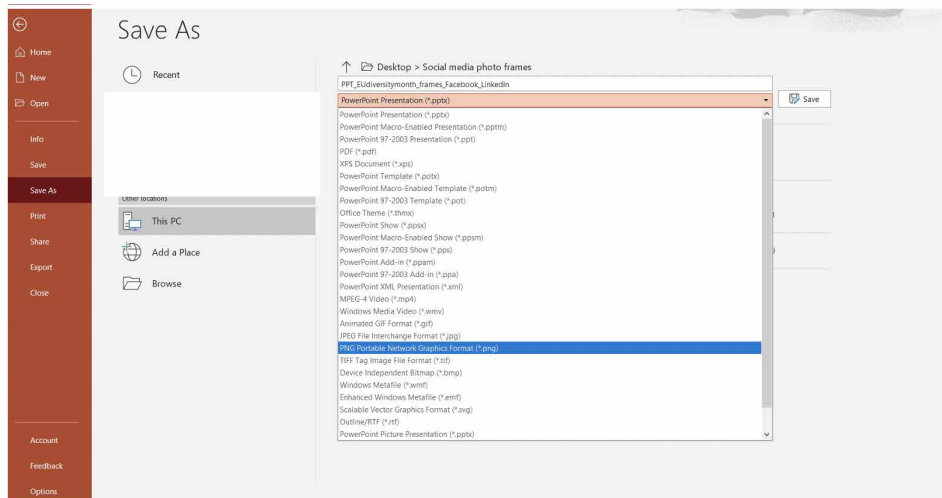 Save As
Home
New
Open
Info
Save
Save As
Print
Share
Export
Close
Account
Feedback
Options
Recent
Other locations
This PC
Add a Place
Browse
Desktop > Social media photo frames
PPT_EUdiversitymonth_frames_Facebook_LinkedIn
PowerPoint Presentation (*.pptx)
Save
PowerPoint Presentation (*.pptx)
PowerPoint Macro-Enabled Presentation (*.pptm)
PowerPoint 97-2003 Presentation (*.ppt)
PDF (*.pdf)
XPS Document (*.xps)
PowerPoint Template (*.potx)
PowerPoint Macro-Enabled Template (*.potm)
PowerPoint 97-2003 Template (*.pot)
Office Theme (*.thmx)
PowerPoint Show (*.ppsx)
PowerPoint Macro-Enabled Show (*.ppsm)
PowerPoint 97-2003 Show (*.pps)
PowerPoint Add-in (*.ppam)
PowerPoint 97-2003 Add-in (*.ppa)
PowerPoint XML Presentation (*.xml)
MPEG-4 Video (*.mp4)
Windows Media Video (*.wmv)
Animated GIF Format (*.gif)
JPEG File Interchange Format (*.jpg)
PNG Portable Network Graphics Format (*.png)
TIFF Tag Image File Format (*.tif)
Device Independent Bitmap (*.bmp)
Windows Metafile (*.wmf)
Enhanced Windows Metafile (*.emf)
Scalable Vector Graphics Format (*.svg)
Outline/RTF (*.rtf)
PowerPoint Picture Presentation (*.pptx)